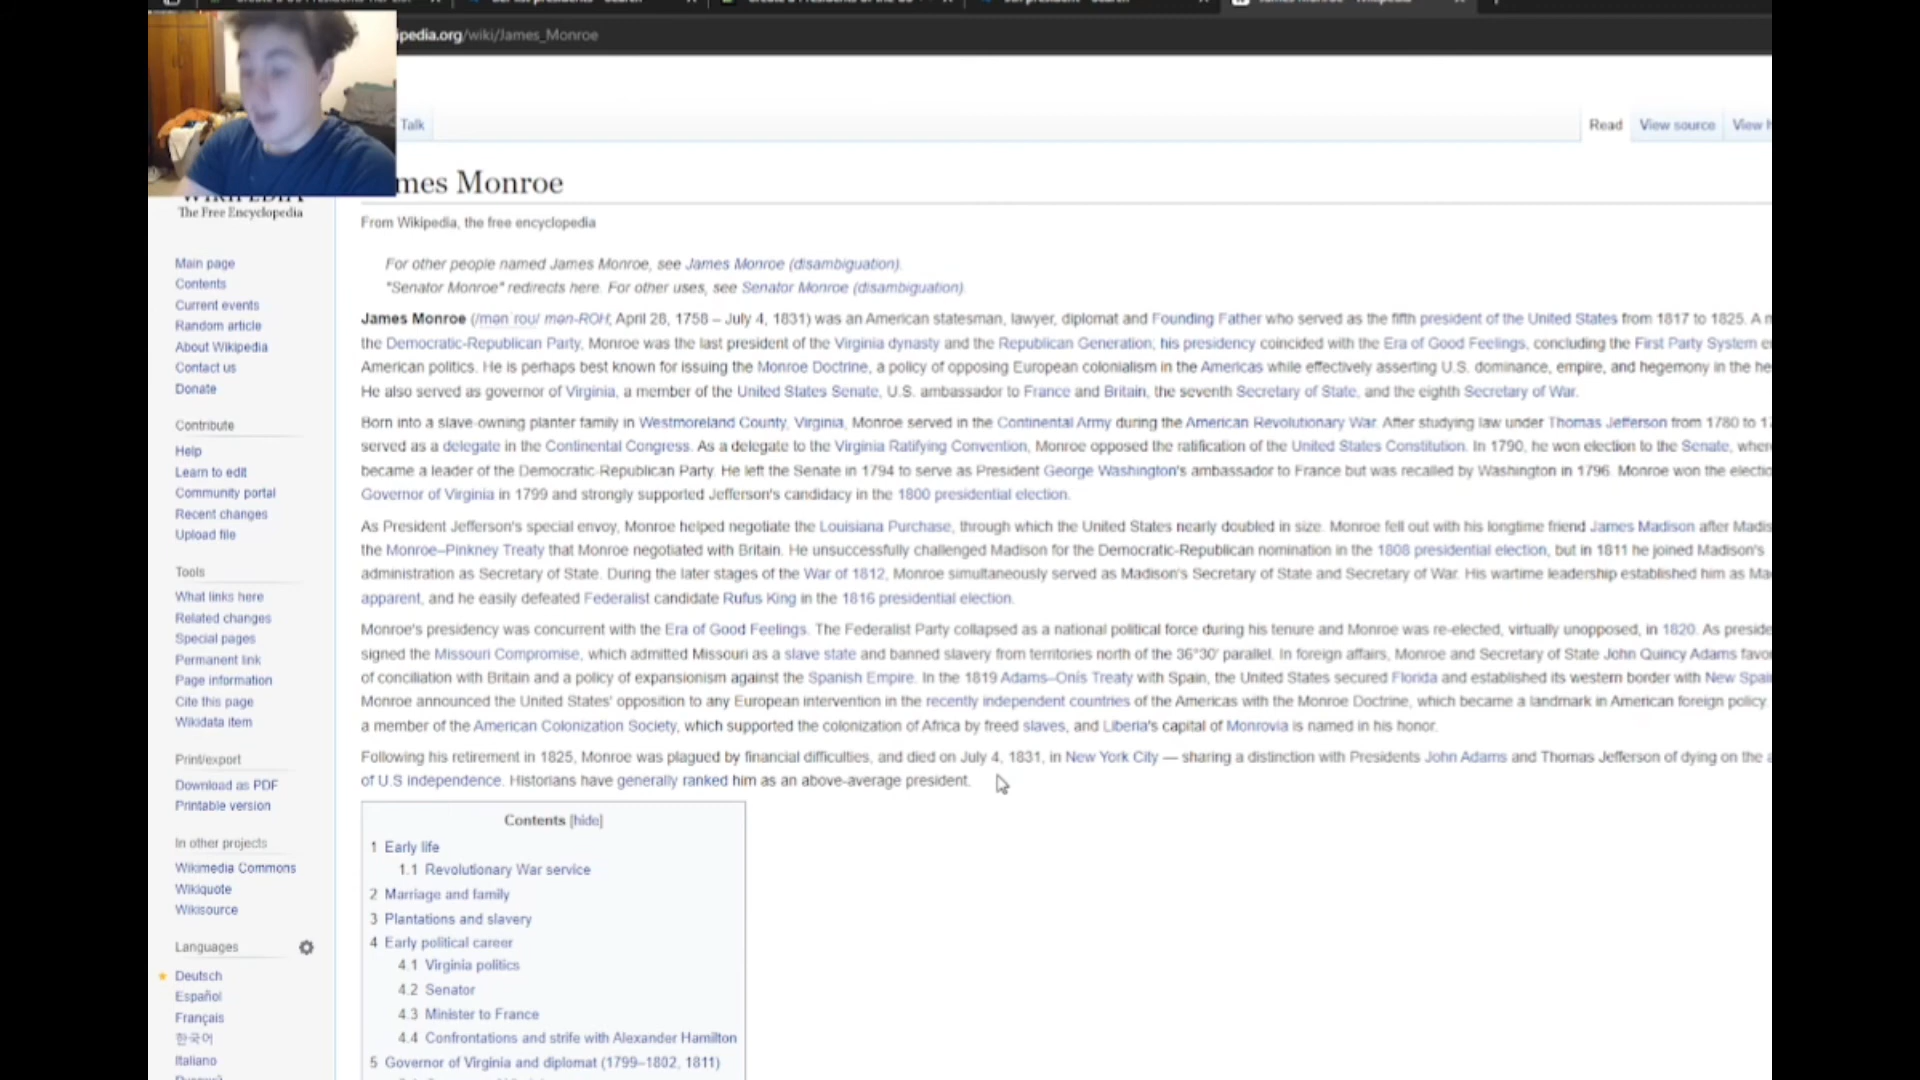 pedia.org/wiki/James_Monroe
Talk
Read
View source
View
mes Monroe
The Free Encyclopedia
From Wikipedia, the free encyclopedia
For other people named James Monroe, see James Monroe (disambiguation).
"Senator Monroe" redirects here. For other uses, see Senator Monroe (disambiguation).
James Monroe (/mənˈroʊ/ mən-ROH; April 28, 1758 – July 4, 1831) was an American statesman, lawyer, diplomat and Founding Father who served as the fifth president of the United States from 1817 to 1825. A
the Democratic-Republican Party, Monroe was the last president of the Virginia dynasty and the Republican Generation, his presidency coincided with the Era of Good Feelings, concluding the First Party System
American politics. He is perhaps best known for issuing the Monroe Doctrine, a policy of opposing European colonialism in the Americas while effectively asserting U.S. dominance, empire, and hegemony in the he
He also served as governor of Virginia, a member of the United States Senate, U.S. ambassador to France and Britain, the seventh Secretary of State, and the eighth Secretary of War.
Born into a slave-owning planter family in Westmoreland County, Virginia, Monroe served in the Continental Army during the American Revolutionary War. After studying law under Thomas Jefferson from 1780 to
served as a delegate in the Continental Congress. As a delegate to the Virginia Ratifying Convention, Monroe opposed the ratification of the United States Constitution. In 1790, he won election to the Senate, wher
became a leader of the Democratic-Republican Party. He left the Senate in 1794 to serve as President George Washington's ambassador to France but was recalled by Washington in 1796. Monroe won the electio
Governor of Virginia in 1799 and strongly supported Jefferson's candidacy in the 1800 presidential election.
As President Jefferson's special envoy, Monroe helped negotiate the Louisiana Purchase, through which the United States nearly doubled in size. Monroe fell out with his longtime friend James Madison after Madis
the Monroe–Pinkney Treaty that Monroe negotiated with Britain. He unsuccessfully challenged Madison for the Democratic-Republican nomination in the 1808 presidential election, but in 1811 he joined Madison's
administration as Secretary of State. During the later stages of the War of 1812, Monroe simultaneously served as Madison's Secretary of State and Secretary of War. His wartime leadership established him as Ma
apparent, and he easily defeated Federalist candidate Rufus King in the 1816 presidential election.
Monroe's presidency was concurrent with the Era of Good Feelings. The Federalist Party collapsed as a national political force during his tenure and Monroe was re-elected, virtually unopposed, in 1820. As preside
signed the Missouri Compromise, which admitted Missouri as a slave state and banned slavery from territories north of the 36°30′ parallel. In foreign affairs, Monroe and Secretary of State John Quincy Adams favo
of conciliation with Britain and a policy of expansionism against the Spanish Empire. In the 1819 Adams–Onís Treaty with Spain, the United States secured Florida and established its western border with New Spai
Monroe announced the United States' opposition to any European intervention in the recently independent countries of the Americas with the Monroe Doctrine, which became a landmark in American foreign policy.
a member of the American Colonization Society, which supported the colonization of Africa by freed slaves, and Liberia's capital of Monrovia is named in his honor.
Following his retirement in 1825, Monroe was plagued by financial difficulties, and died on July 4, 1831, in New York City — sharing a distinction with Presidents John Adams and Thomas Jefferson of dying on the a
of U.S independence. Historians have generally ranked him as an above-average president.
Contents [hide]
1 Early life
1.1 Revolutionary War service
2 Marriage and family
3 Plantations and slavery
4 Early political career
4.1 Virginia politics
4.2 Senator
4.3 Minister to France
4.4 Confrontations and strife with Alexander Hamilton
5 Governor of Virginia and diplomat (1799–1802, 1811)
Main page
Contents
Current events
Random article
About Wikipedia
Contact us
Donate
Contribute
Help
Learn to edit
Community portal
Recent changes
Upload file
Tools
What links here
Related changes
Special pages
Permanent link
Page information
Cite this page
Wikidata item
Print/export
Download as PDF
Printable version
In other projects
Wikimedia Commons
Wikiquote
Wikisource
Languages
Deutsch
Español
Français
한국어
Italiano